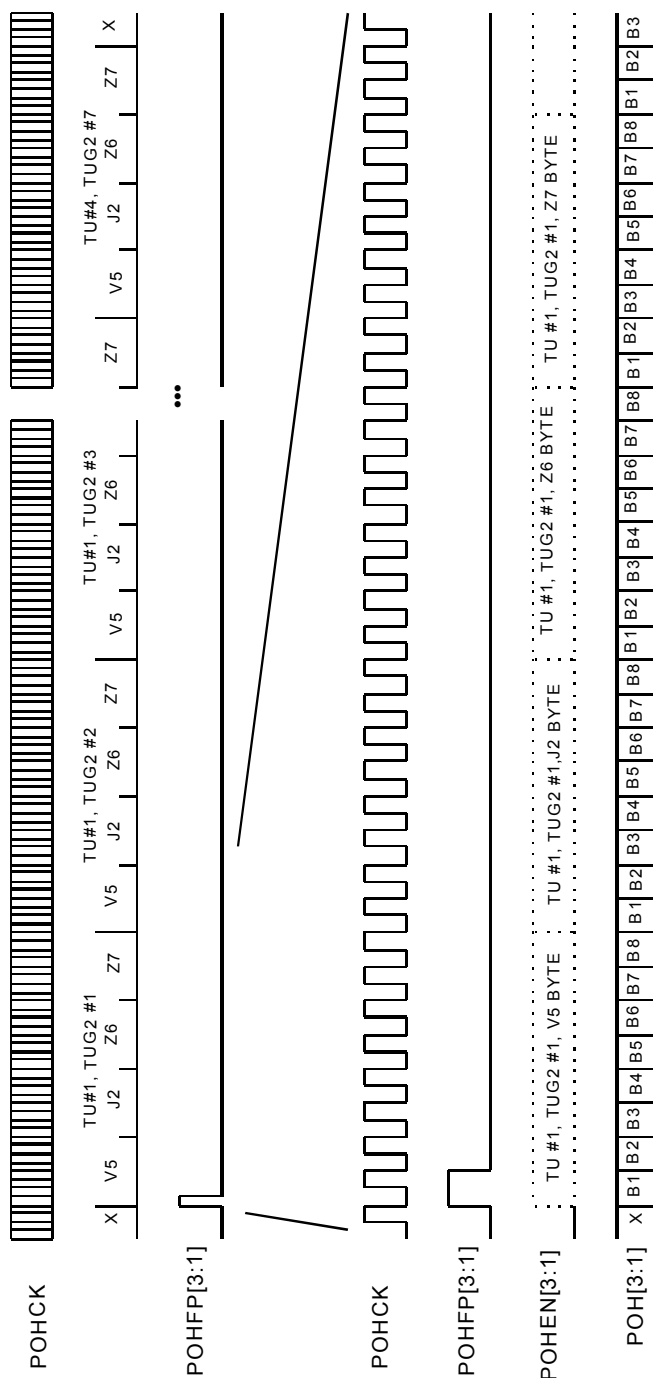 POHCK
TU#1, TUG2 #1 TU#1, TUG2 #2 TU#1, TUG2 #3 TU#4, TUG2 #7
X V5 J2 Z6 Z7 V5 J2 Z6 Z7 V5 J2 Z6 Z7 V5 J2 Z6 Z7 X
POHFP[3:1] •••
POHCK
POHFP[3:1]
POHEN[3:1] TU #1, TUG2 #1, V5 BYTE TU #1, TUG2 #1,J2 BYTE TU #1, TUG2 #1, Z6 BYTE TU #1, TUG2 #1, Z7 BYTE
POH[3:1] X B1 B2 B3 B4 B5 B6 B7 B8 B1 B2 B3 B4 B5 B6 B7 B8 B1 B2 B3 B4 B5 B6 B7 B8 B1 B2 B3 B4 B5 B6 B7 B8 B1 B2 B3